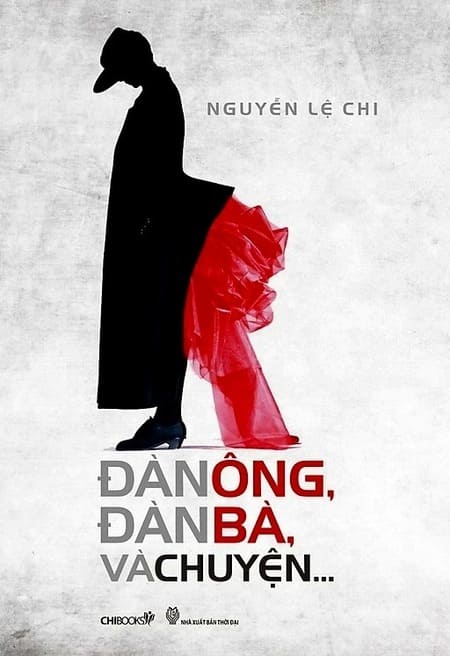 NGUYỄN LỆ CHI
ĐÀNÔNG,
ĐÀNBÀ,
VÀCHUYỆN...
CHIBOOKS NHÀ XUẤT BẢN THỜI ĐẠI